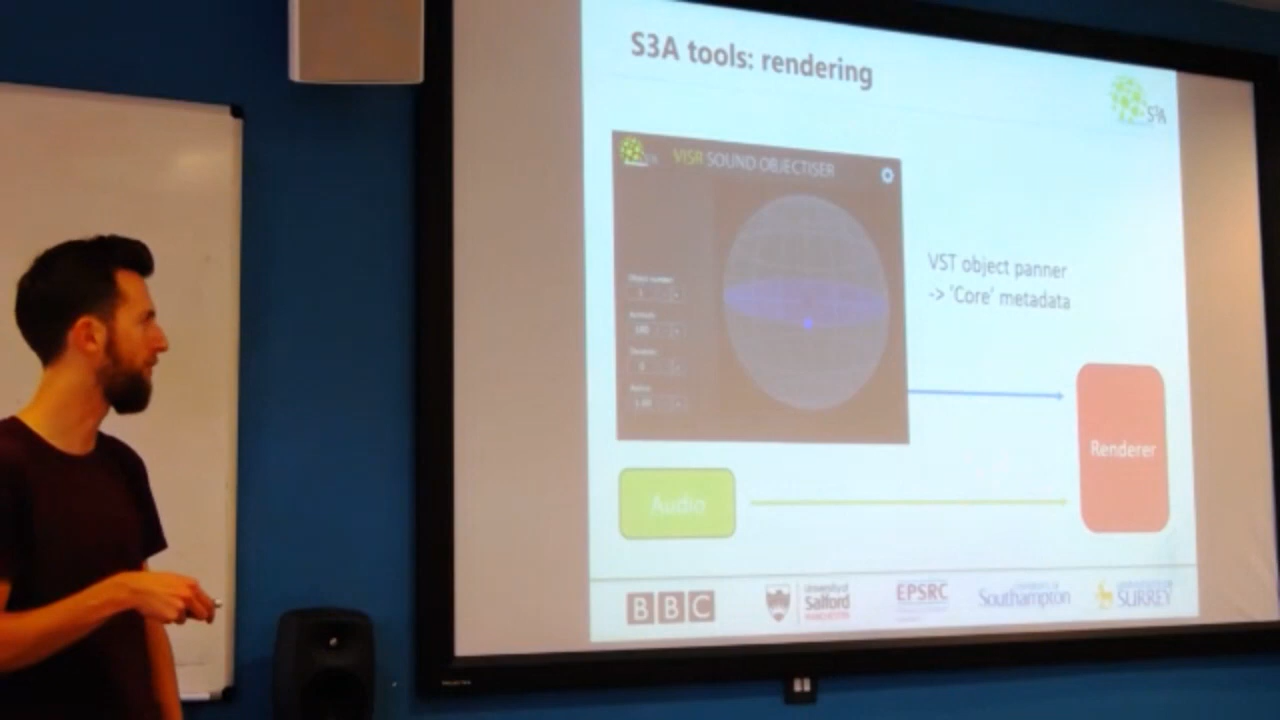 S3A tools: rendering
S3A
VISR SOUND OBJECTISER
VST object panner
-> 'Core' metadata
Renderer
Audio
BBC
University of
Salford
MANCHESTER
EPSRC
Southampton
SURREY